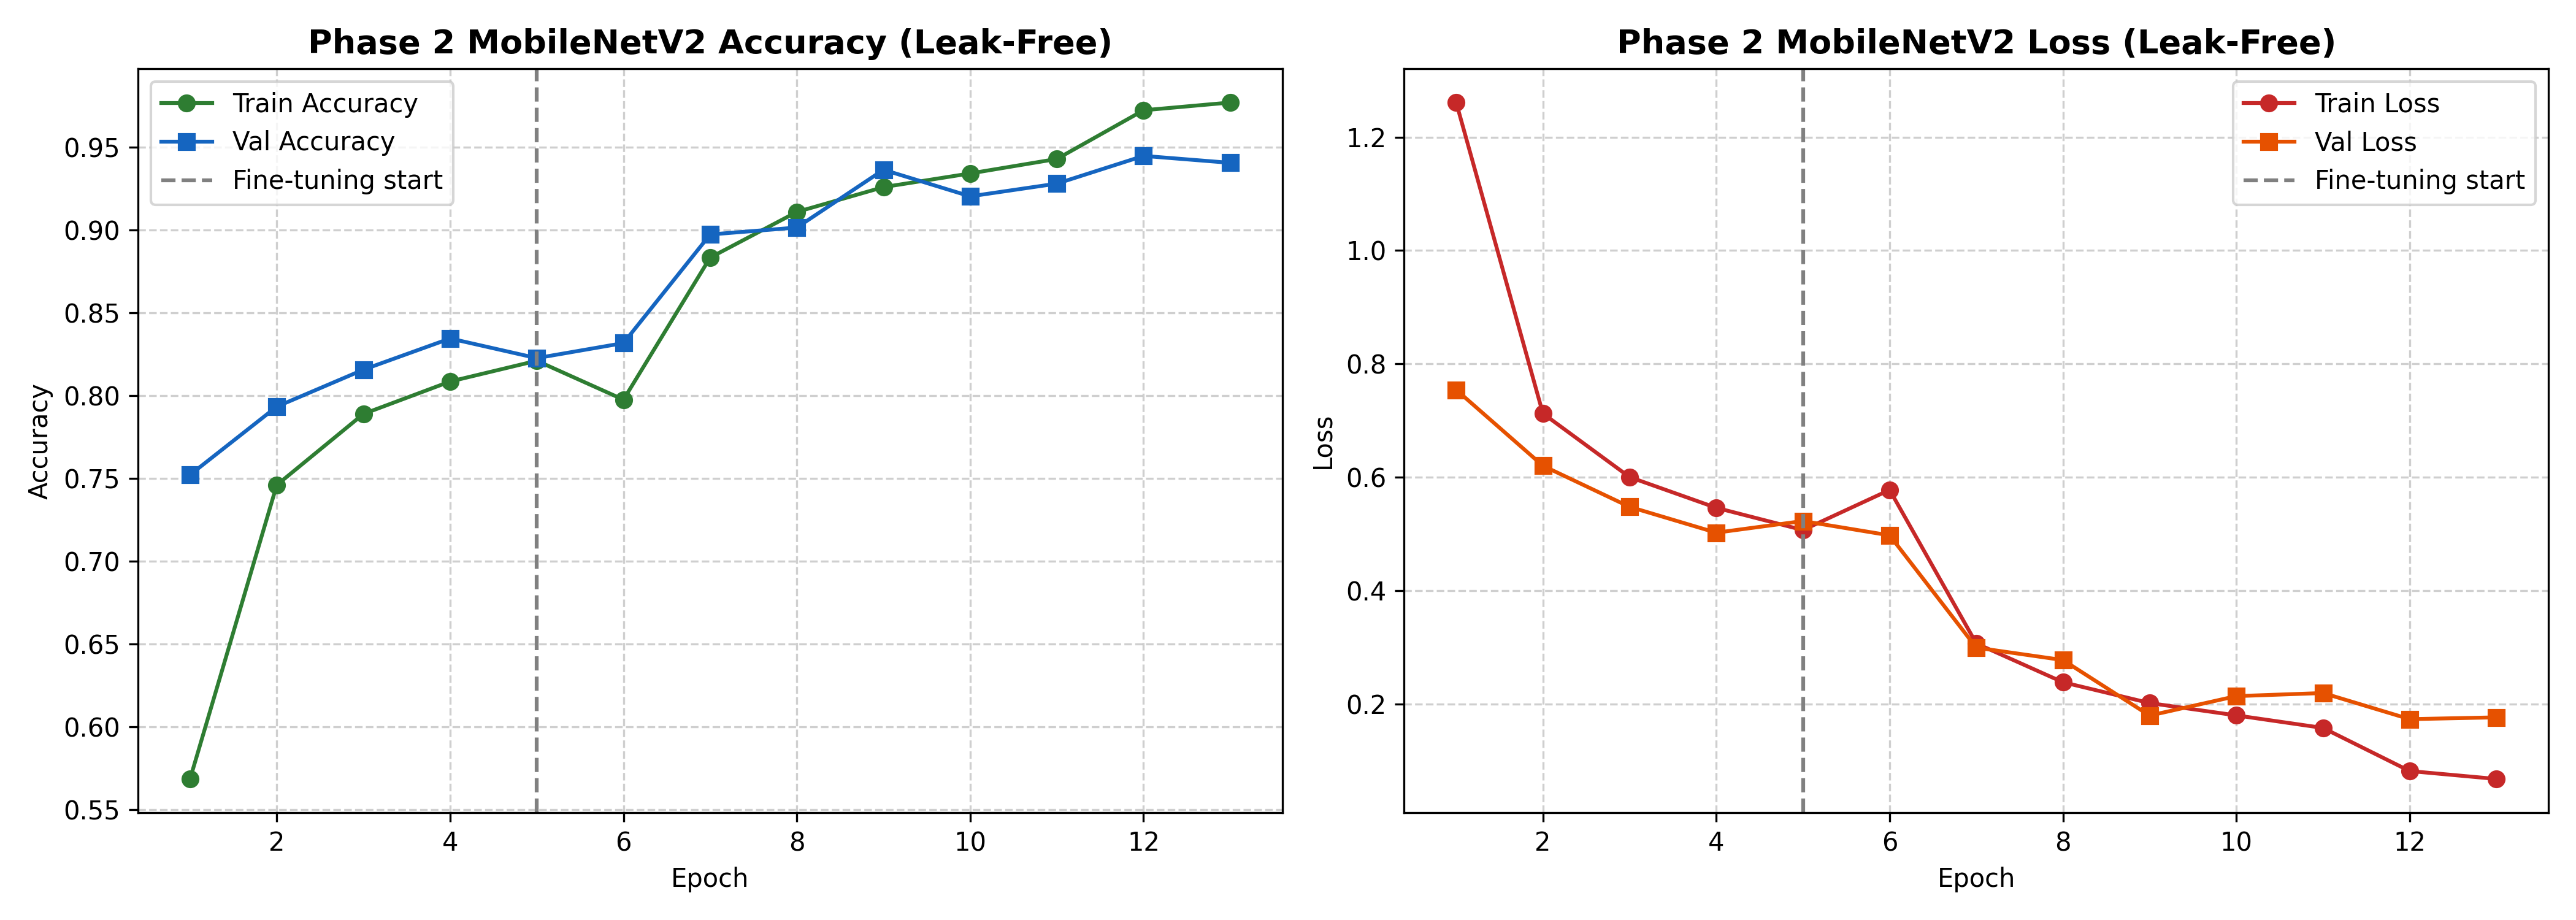 Phase 2 MobileNetV2 Accuracy (Leak-Free)
Train Accuracy
Val Accuracy
Fine-tuning start
0.95
0.90
0.85
0.80
0.75
0.70
0.65
0.60
0.55
Accuracy
2 4 6 8 10 12
Epoch
Phase 2 MobileNetV2 Loss (Leak-Free)
Train Loss
Val Loss
Fine-tuning start
1.2
1.0
0.8
0.6
0.4
0.2
Loss
2 4 6 8 10 12
Epoch